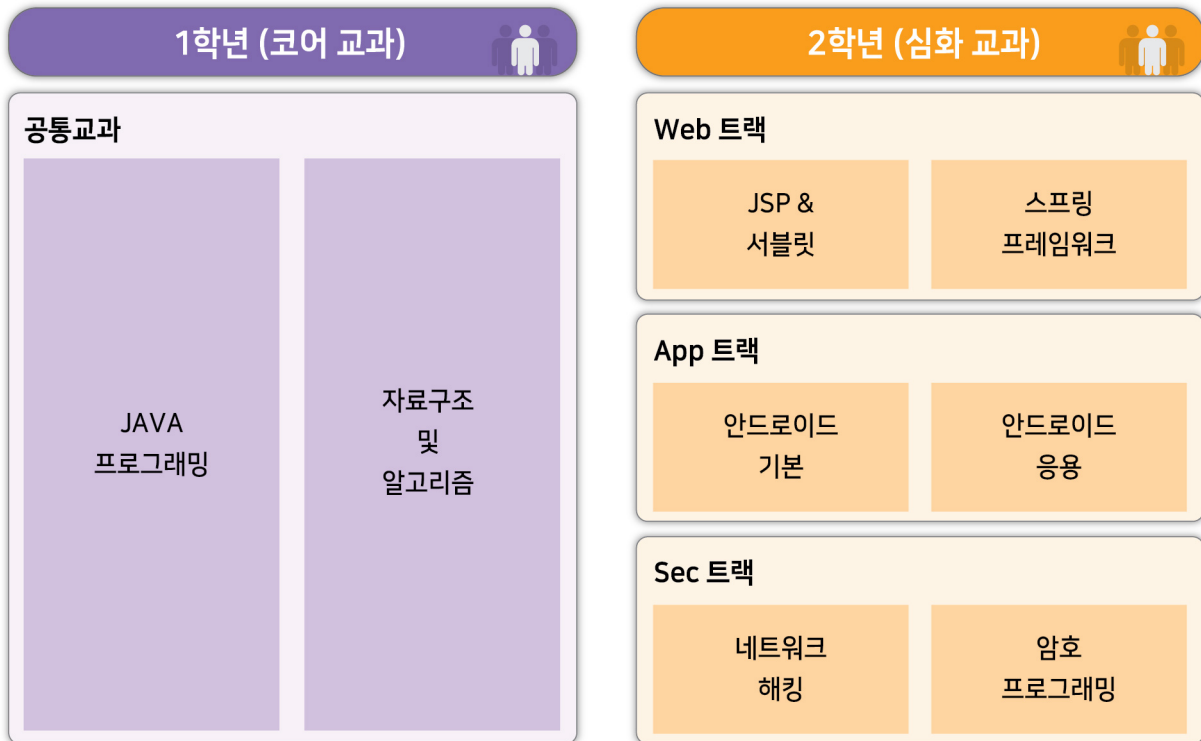 1학년 (코어 교과)
공통교과
JAVA
프로그래밍
자료구조
및
알고리즘
2학년 (심화 교과)
Web 트랙
JSP &
서블릿
스프링
프레임워크
App 트랙
안드로이드
기본
안드로이드
응용
Sec 트랙
네트워크
해킹
암호
프로그래밍